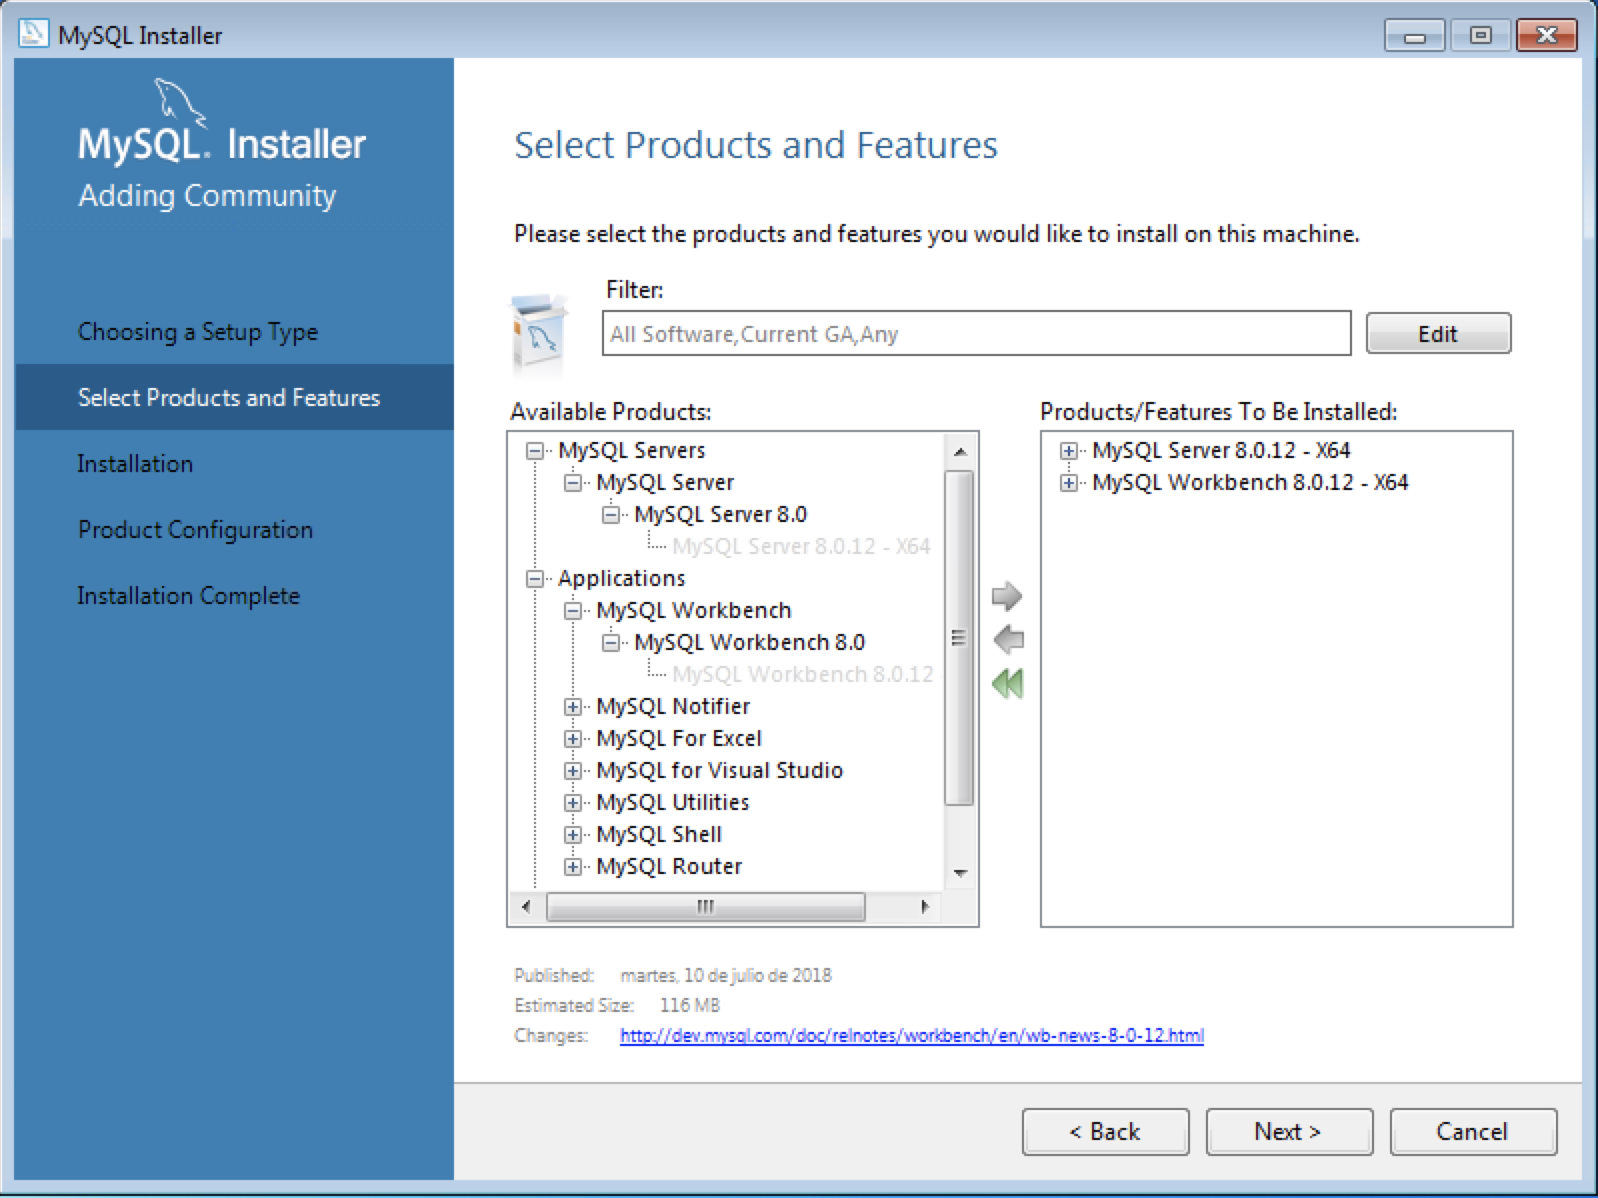 MySQL Installer
MySQL. Installer
Adding Community
Choosing a Setup Type
Select Products and Features
Installation
Product Configuration
Installation Complete
Select Products and Features
Please select the products and features you would like to install on this machine.
Filter:
All Software,Current GA,Any
Edit
Available Products:
MySQL Servers
MySQL Server
MySQL Server 8.0
MySQL Server 8.0.12 - X64
Applications
MySQL Workbench
MySQL Workbench 8.0
MySQL Workbench 8.0.12
MySQL Notifier
MySQL For Excel
MySQL for Visual Studio
MySQL Utilities
MySQL Shell
MySQL Router
Products/Features To Be Installed:
MySQL Server 8.0.12 - X64
MySQL Workbench 8.0.12 - X64
Published: martes, 10 de julio de 2018
Estimated Size: 116 MB
Changes: http://dev.mysql.com/doc/relnotes/workbench/en/wb-news-8-0-12.html
< Back
Next >
Cancel